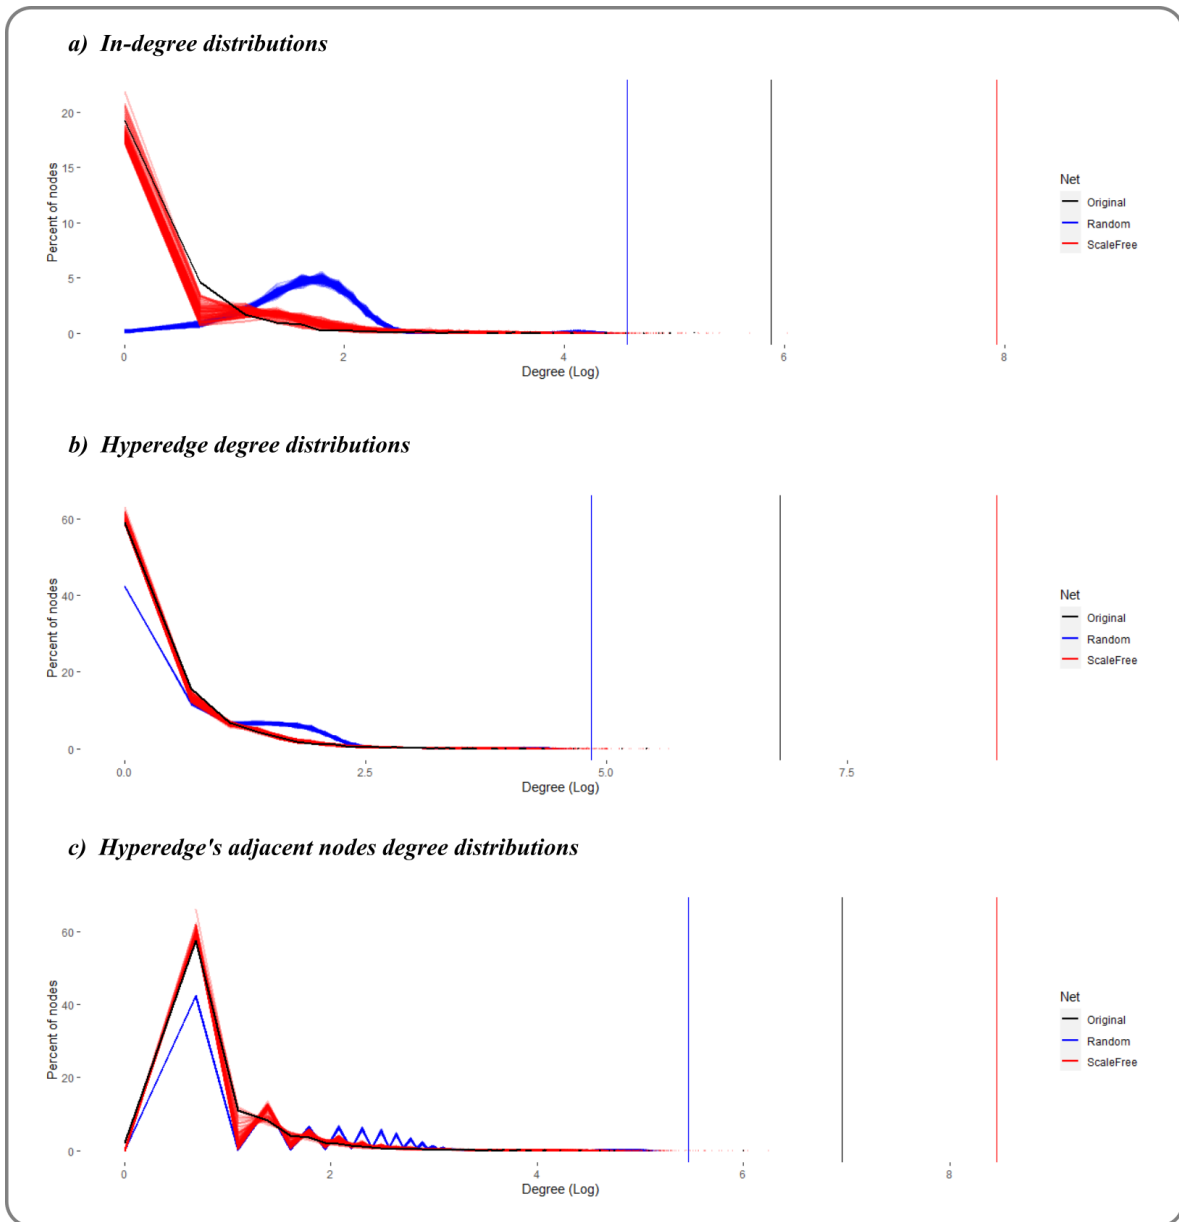 a) In-degree distributions
20
15
10
5
0
Percent of nodes
0 2 4 6 8
Degree (Log)
Net
Original
Random
ScaleFree
b) Hyperedge degree distributions
60
40
20
0
Percent of nodes
0.0 2.5 5.0 7.5
Degree (Log)
Net
Original
Random
ScaleFree
c) Hyperedge's adjacent nodes degree distributions
60
40
20
0
Percent of nodes
0 2 4 6 8
Degree (Log)
Net
Original
Random
ScaleFree